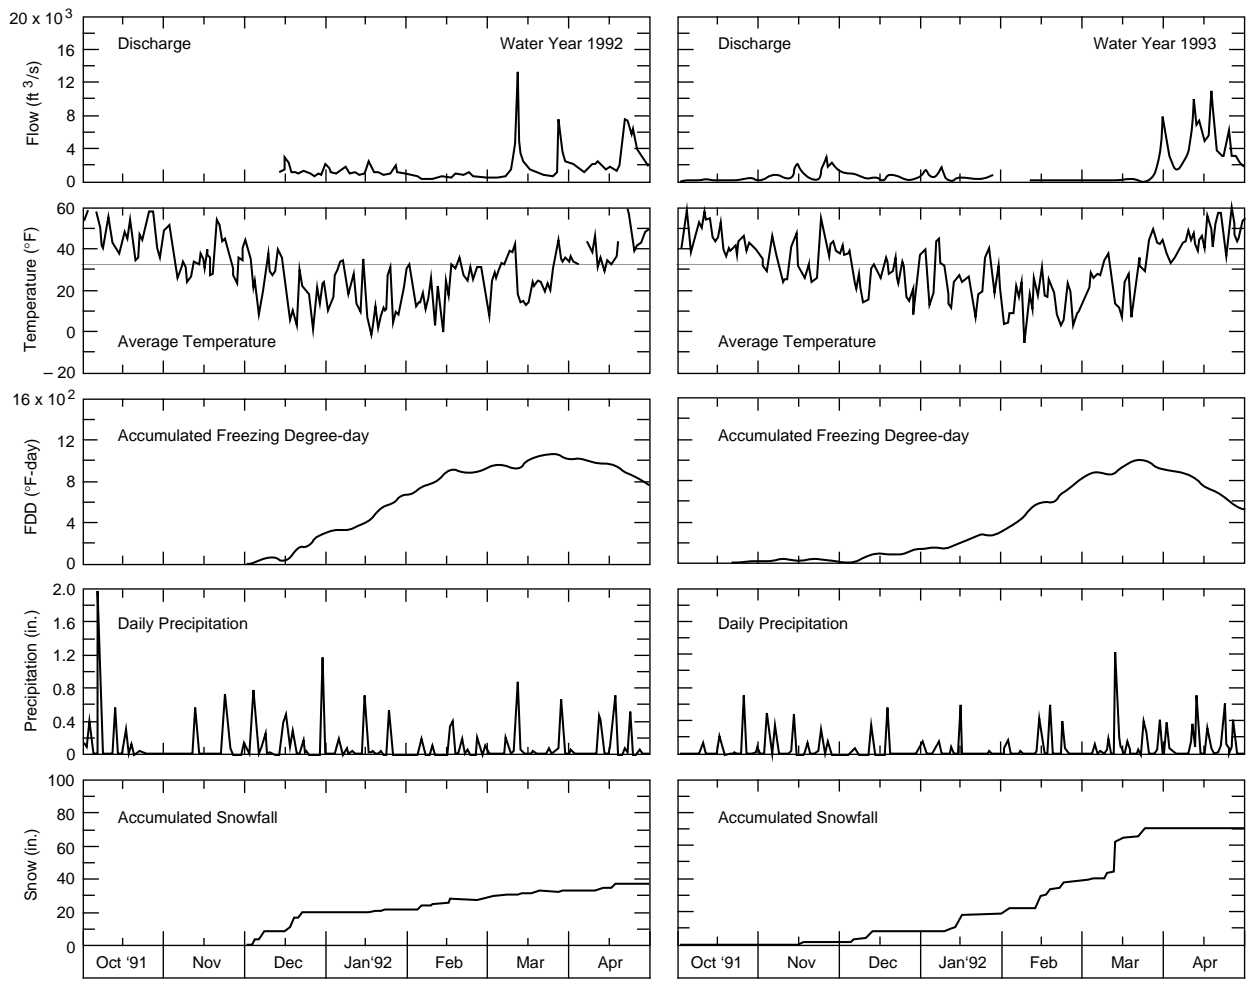 20 x 10³
16
12
8
4
0
Flow (ft ³/s)
Discharge
Water Year 1992
Discharge
Water Year 1993
60
40
20
0
– 20
Temperature (°F)
Average Temperature
Average Temperature
16 x 10²
12
8
4
0
FDD (°F-day)
Accumulated Freezing Degree-day
Accumulated Freezing Degree-day
2.0
1.6
1.2
0.8
0.4
0
Precipitation (in.)
Daily Precipitation
Daily Precipitation
100
80
60
40
20
0
Snow (in.)
Accumulated Snowfall
Accumulated Snowfall
Oct ‘91 Nov Dec Jan‘92 Feb Mar Apr
Oct ‘91 Nov Dec Jan‘92 Feb Mar Apr